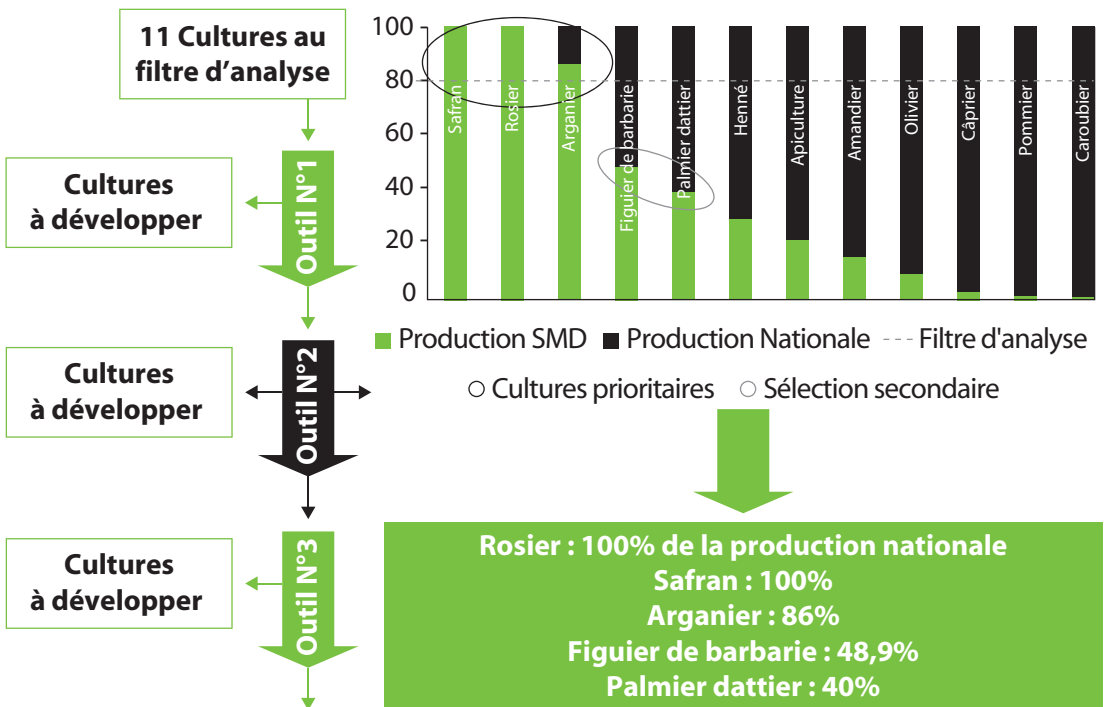 11 Cultures au
filtre d'analyse
Cultures
à développer
Outil N°1
Cultures
à développer
Outil N°2
Cultures
à développer
Outil N°3
100
80
60
40
20
0
Safran
Rosier
Arganier
Figuier de barbarie
Palmier dattier
Henné
Apiculture
Amandier
Olivier
Câprier
Pommier
Caroubier
Production SMD Production Nationale --- Filtre d'analyse
Cultures prioritaires Sélection secondaire
Rosier : 100% de la production nationale
Safran : 100%
Arganier : 86%
Figuier de barbarie : 48,9%
Palmier dattier : 40%